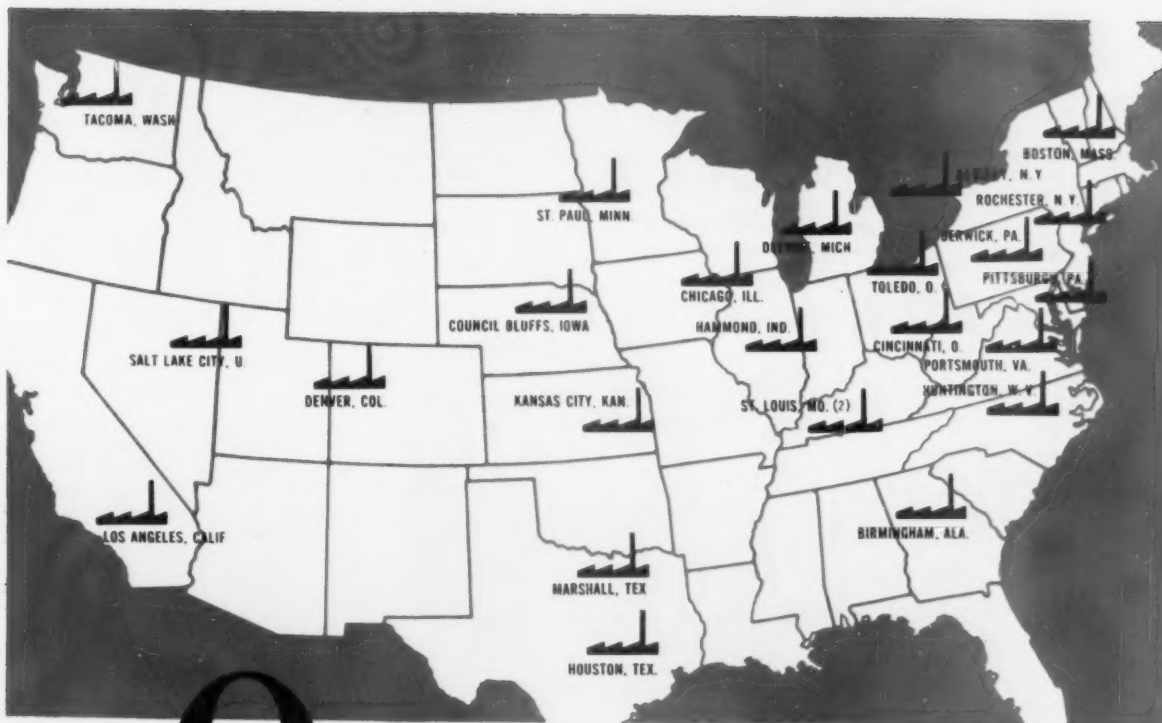 TACOMA, WASH
BOSTON, MASS.
ALBANY, N.Y
ROCHESTER, N.Y.
ST. PAUL, MINN.
DETROIT, MICH
BERWICK, PA.
PITTSBURGH, PA.
TOLEDO, O.
CHICAGO, ILL.
COUNCIL BLUFFS, IOWA
HAMMOND, IND.
CINCINNATI, O.
SALT LAKE CITY, U.
PORTSMOUTH, VA.
DENVER, COL.
KANSAS CITY, KAN.
ST. LOUIS, MO. (2)
HUNTINGTON, W. V.
LOS ANGELES, CALIF
BIRMINGHAM, ALA.
MARSHALL, TEX
HOUSTON, TEX.